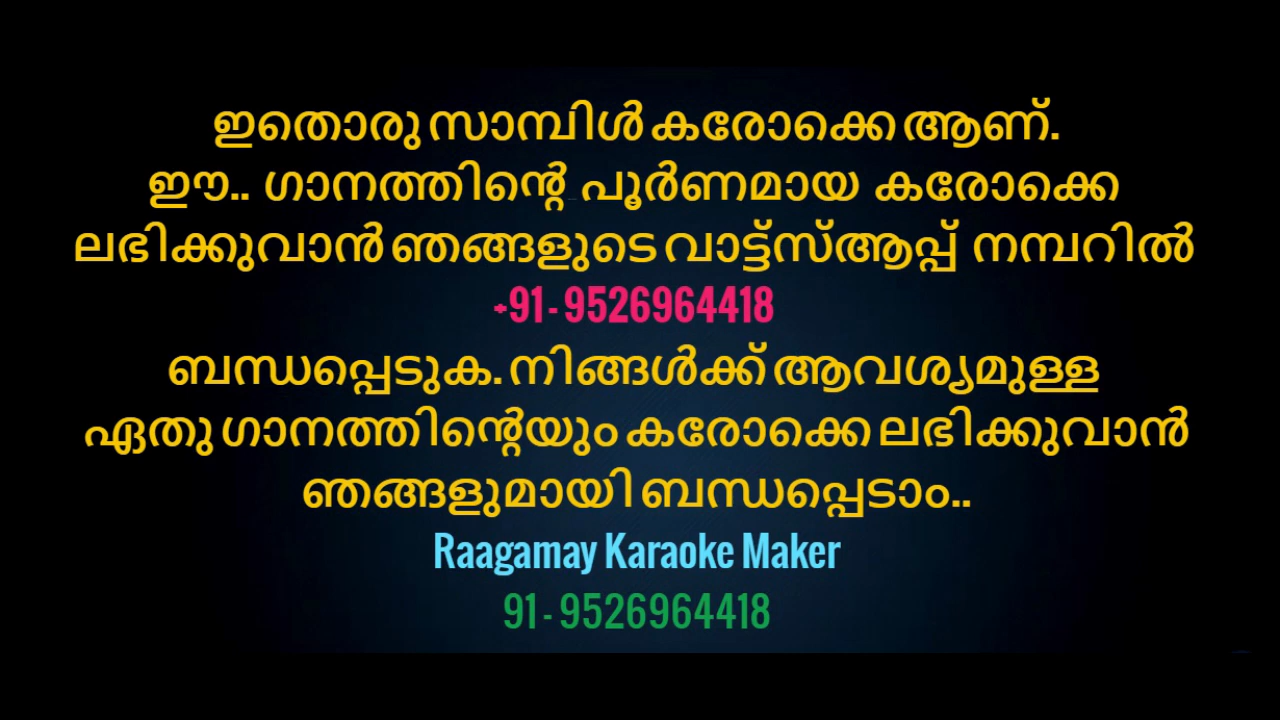 ഇതൊരു സാമ്പിൾ കരോക്കെ ആണ്.
ഈ.. ഗാനത്തിന്റെ പൂർണമായ കരോക്കെ
ലഭിക്കുവാൻ ഞങ്ങളുടെ വാട്ട്സ്ആപ്പ് നമ്പറിൽ
+91 - 9526964418
ബന്ധപ്പെടുക. നിങ്ങൾക്ക് ആവശ്യമുള്ള
ഏതു ഗാനത്തിന്റെയും കരോക്കെ ലഭിക്കുവാൻ
ഞങ്ങളുമായി ബന്ധപ്പെടാം..
Raagamay Karaoke Maker
91 - 9526964418